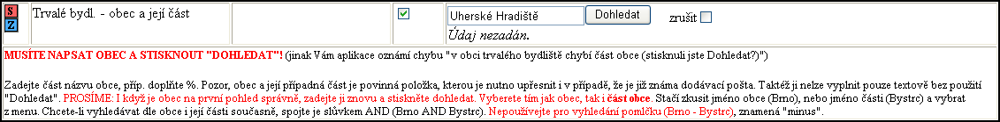 $ Trvalé bydl. - obec a její část Uherské Hradiště Dohledat zrušit
Z Údaj nezadán.
MUSÍTE NAPSAT OBEC A STISKNOUT "DOHLEDAT"! (jinak Vám aplikace oznámí chybu "v obci trvalého bydliště chybí část obce (stisknuli jste Dohledat?)")
Zadejte část názvu obce, příp. doplňte %. Pozor, obec a její případná část je povinná položka, kterou je nutno upřesnit i v případě, že je již známa dodávací pošta. Taktéž ji nelze vyplnit pouze textově bez použití
"Dohledat". PROSÍME: I když je obec na první pohled správně, zadejte ji znovu a stiskněte dohledat. Vyberete tím jak obec, tak i část obce. Stačí zkusit jméno obce (Brno), nebo jméno části (Bystrc) a vybrat
z menu. Chcete-li vyhledávat dle obce i její části současně, spojte je slůvkem AND (Brno AND Bystrc). Nepoužívejte pro vyhledání pomlčku (Brno - Bystrc), znamená "minus".